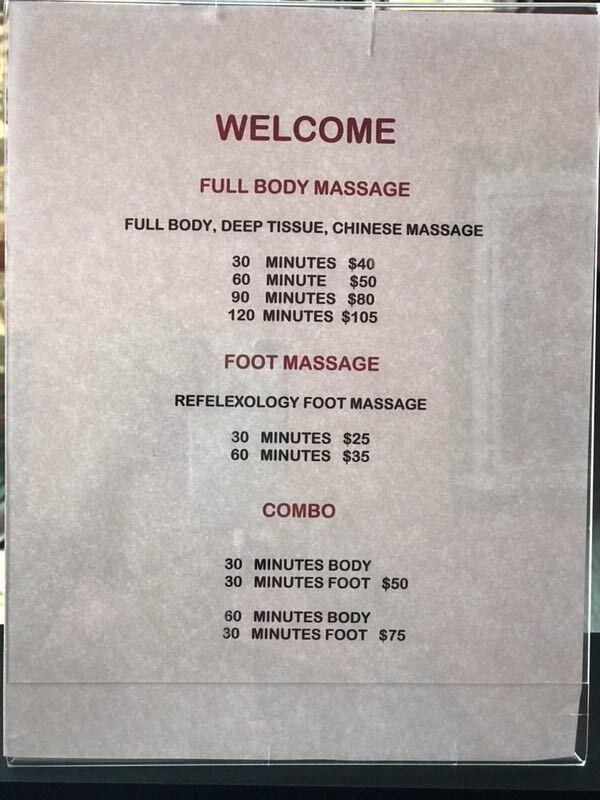 WELCOME
FULL BODY MASSAGE
FULL BODY, DEEP TISSUE, CHINESE MASSAGE
30 MINUTES $40
60 MINUTE $50
90 MINUTES $80
120 MINUTES $105
FOOT MASSAGE
REFELEXOLOGY FOOT MASSAGE
30 MINUTES $25
60 MINUTES $35
COMBO
30 MINUTES BODY
30 MINUTES FOOT $50
60 MINUTES BODY
30 MINUTES FOOT $75